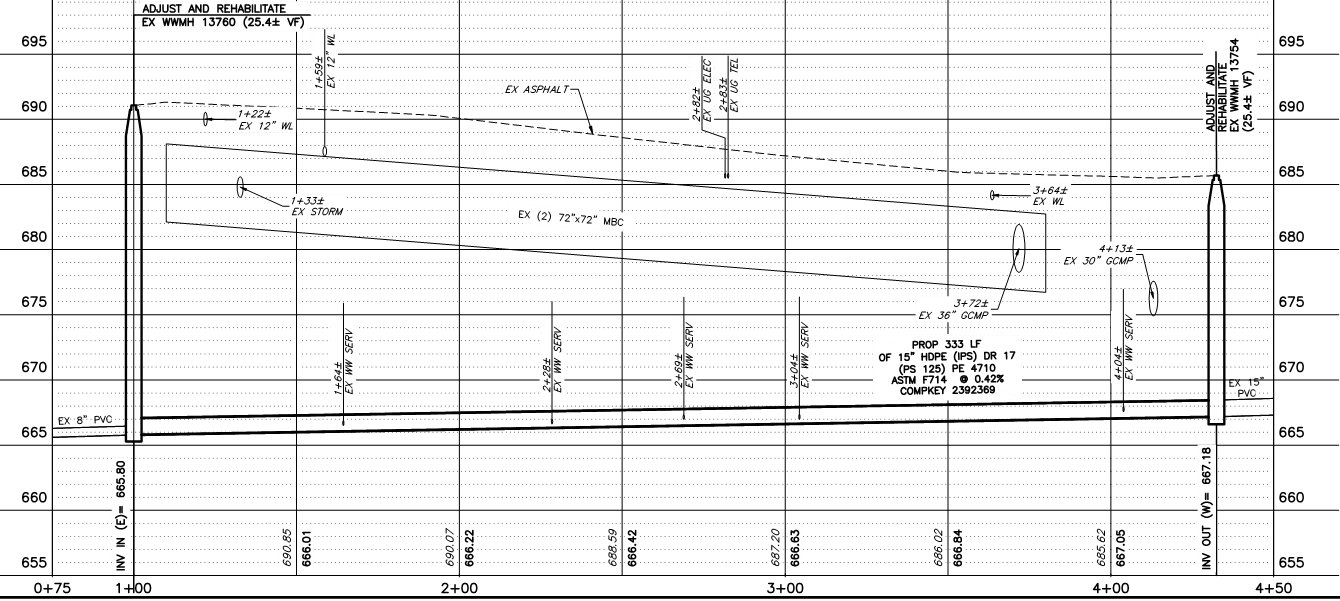 ADJUST AND REHABILITATE
EX WWMH 13760 (25.4± VF)
695
695
1+59±
EX 12" WL
2+82±
EX UG ELEC
2+83±
EX UG TEL
ADJUST AND
REHABILITATE
EX WWMH 13754
(25.4± VF)
EX ASPHALT
690
690
1+22±
EX 12" WL
685
685
1+33±
EX STORM
EX (2) 72"x72" MBC
3+64±
EX WL
680
680
4+13±
EX 30" GCMP
675
675
3+72±
EX 36" GCMP
1+64±
EX WW SERV
2+28±
EX WW SERV
2+69±
EX WW SERV
3+04±
EX WW SERV
4+04±
EX WW SERV
PROP 333 LF
OF 15" HDPE (IPS) DR 17
(PS 125) PE 4710
ASTM F714 @ 0.42%
COMPKEY 2392369
670
670
EX 15"
PVC
EX 8" PVC
665
665
660
660
INV IN (E)= 665.80
690.85
666.01
690.07
666.22
688.59
666.42
687.20
666.63
686.02
666.84
685.62
667.05
INV OUT (W)= 667.18
655
655
0+75
1+00
2+00
3+00
4+00
4+50